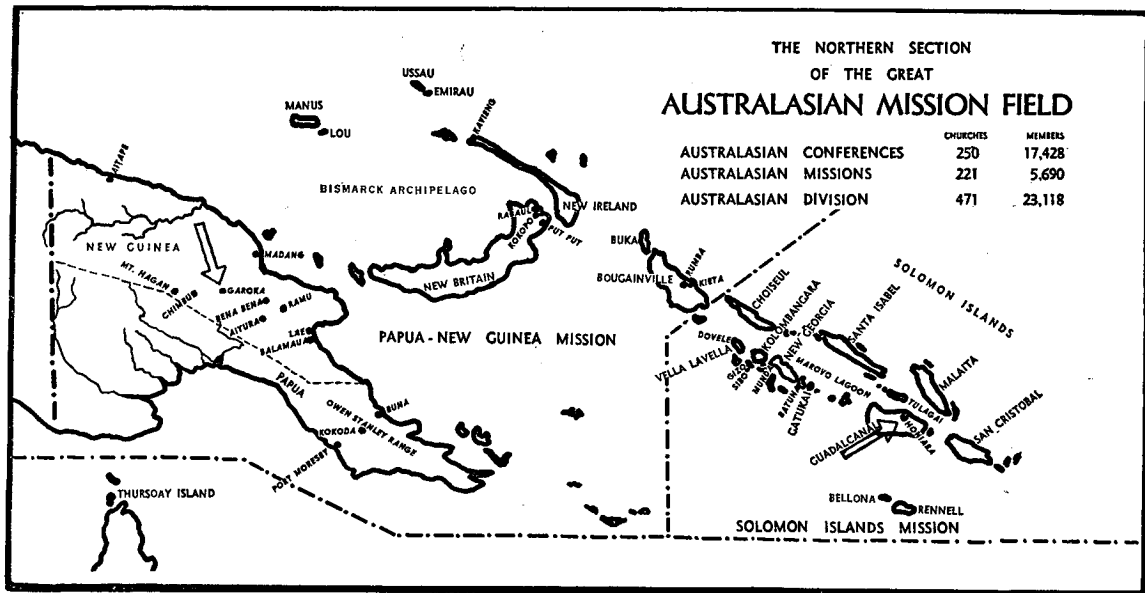 THE NORTHERN SECTION
OF THE GREAT
AUSTRALASIAN MISSION FIELD
CHURCHES MEMBERS
AUSTRALASIAN CONFERENCES 250 17,428
AUSTRALASIAN MISSIONS 221 5,690
AUSTRALASIAN DIVISION 471 23,118
USSAU
EMIRAU
MANUS
LOU
KAVIENG
AITAPE
BISMARCK ARCHIPELAGO
NEW IRELAND
RABAUL
KOKOPO
PUT PUT
NEW GUINEA
MADANG
BUKA
RUMBA
BOUGAINVILLE
KIETA
NEW BRITAIN
MT. HAGAN
CHIMBU
GAROKA
BENA BENA
RAMU
AIYURA
LAE
SALAMAUA
PAPUA-NEW GUINEA MISSION
CHOISEUL
SOLOMON ISLANDS
KOLOMBANGARA
NEW GEORGIA
SANTA ISABEL
DOVELE
VELLA LAVELLA
GIZO
SIBO
MUNDA
MAROVO LAGOON
BATUNA
GATUKAI
MALAITA
TULAGAI
PAPUA
BUNA
OWEN STANLEY RANGE
KOKODA
PORT MORESBY
GUADALCANAL
HONIARA
SAN CRISTOBAL
THURSDAY ISLAND
BELLONA
RENNELL
SOLOMON ISLANDS MISSION